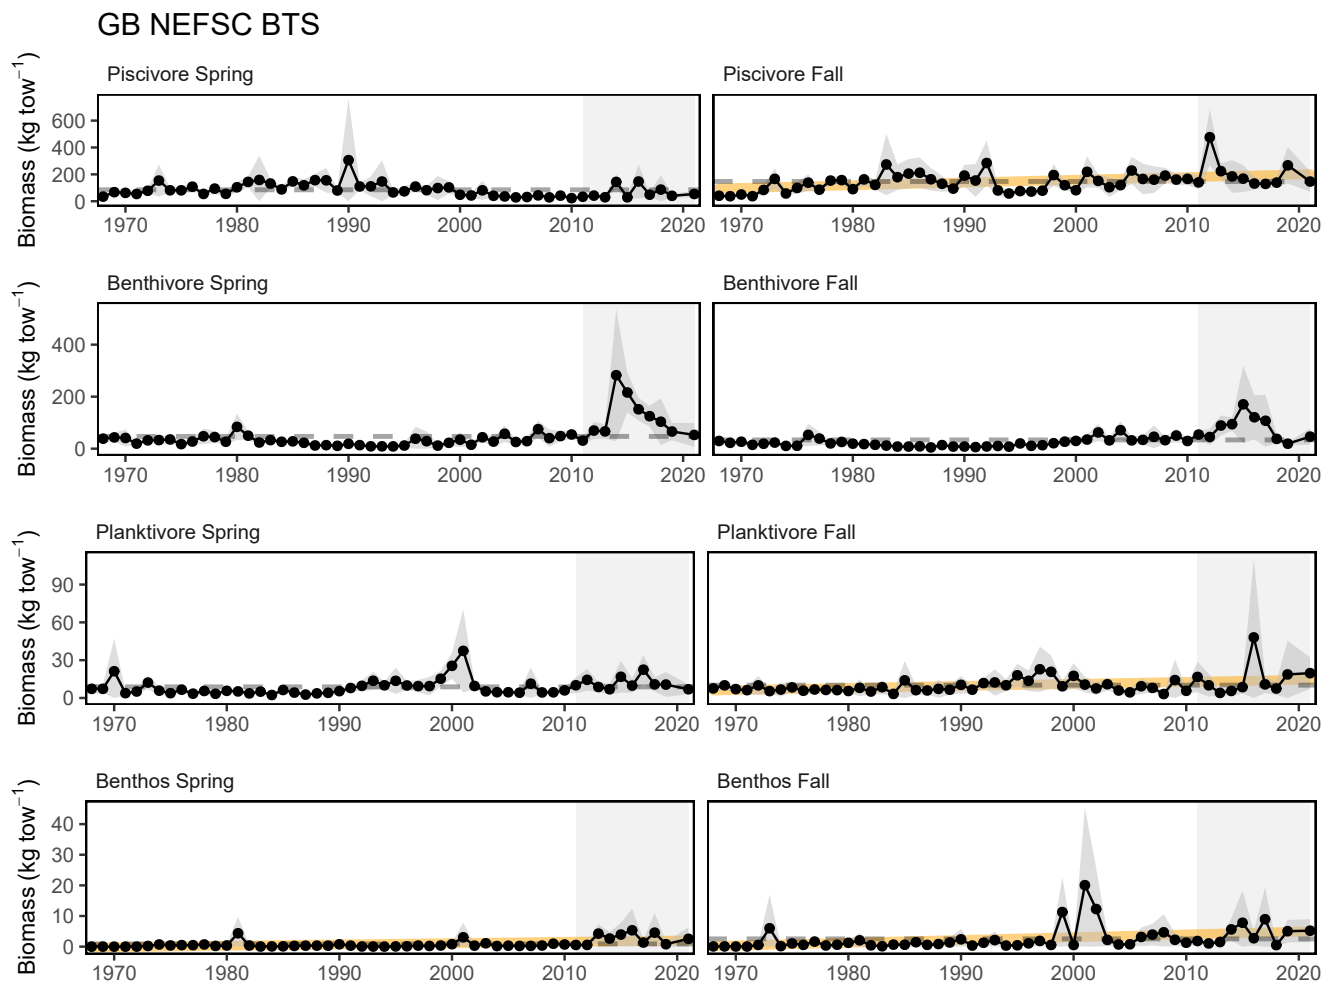 GB NEFSC BTS
Piscivore Spring
Piscivore Fall
Biomass (kg tow⁻¹)
600
400
200
0
1970 1980 1990 2000 2010 2020
1970 1980 1990 2000 2010 2020
Benthivore Spring
Benthivore Fall
Biomass (kg tow⁻¹)
400
200
0
1970 1980 1990 2000 2010 2020
1970 1980 1990 2000 2010 2020
Planktivore Spring
Planktivore Fall
Biomass (kg tow⁻¹)
90
60
30
0
1970 1980 1990 2000 2010 2020
1970 1980 1990 2000 2010 2020
Benthos Spring
Benthos Fall
Biomass (kg tow⁻¹)
40
30
20
10
0
1970 1980 1990 2000 2010 2020
1970 1980 1990 2000 2010 2020